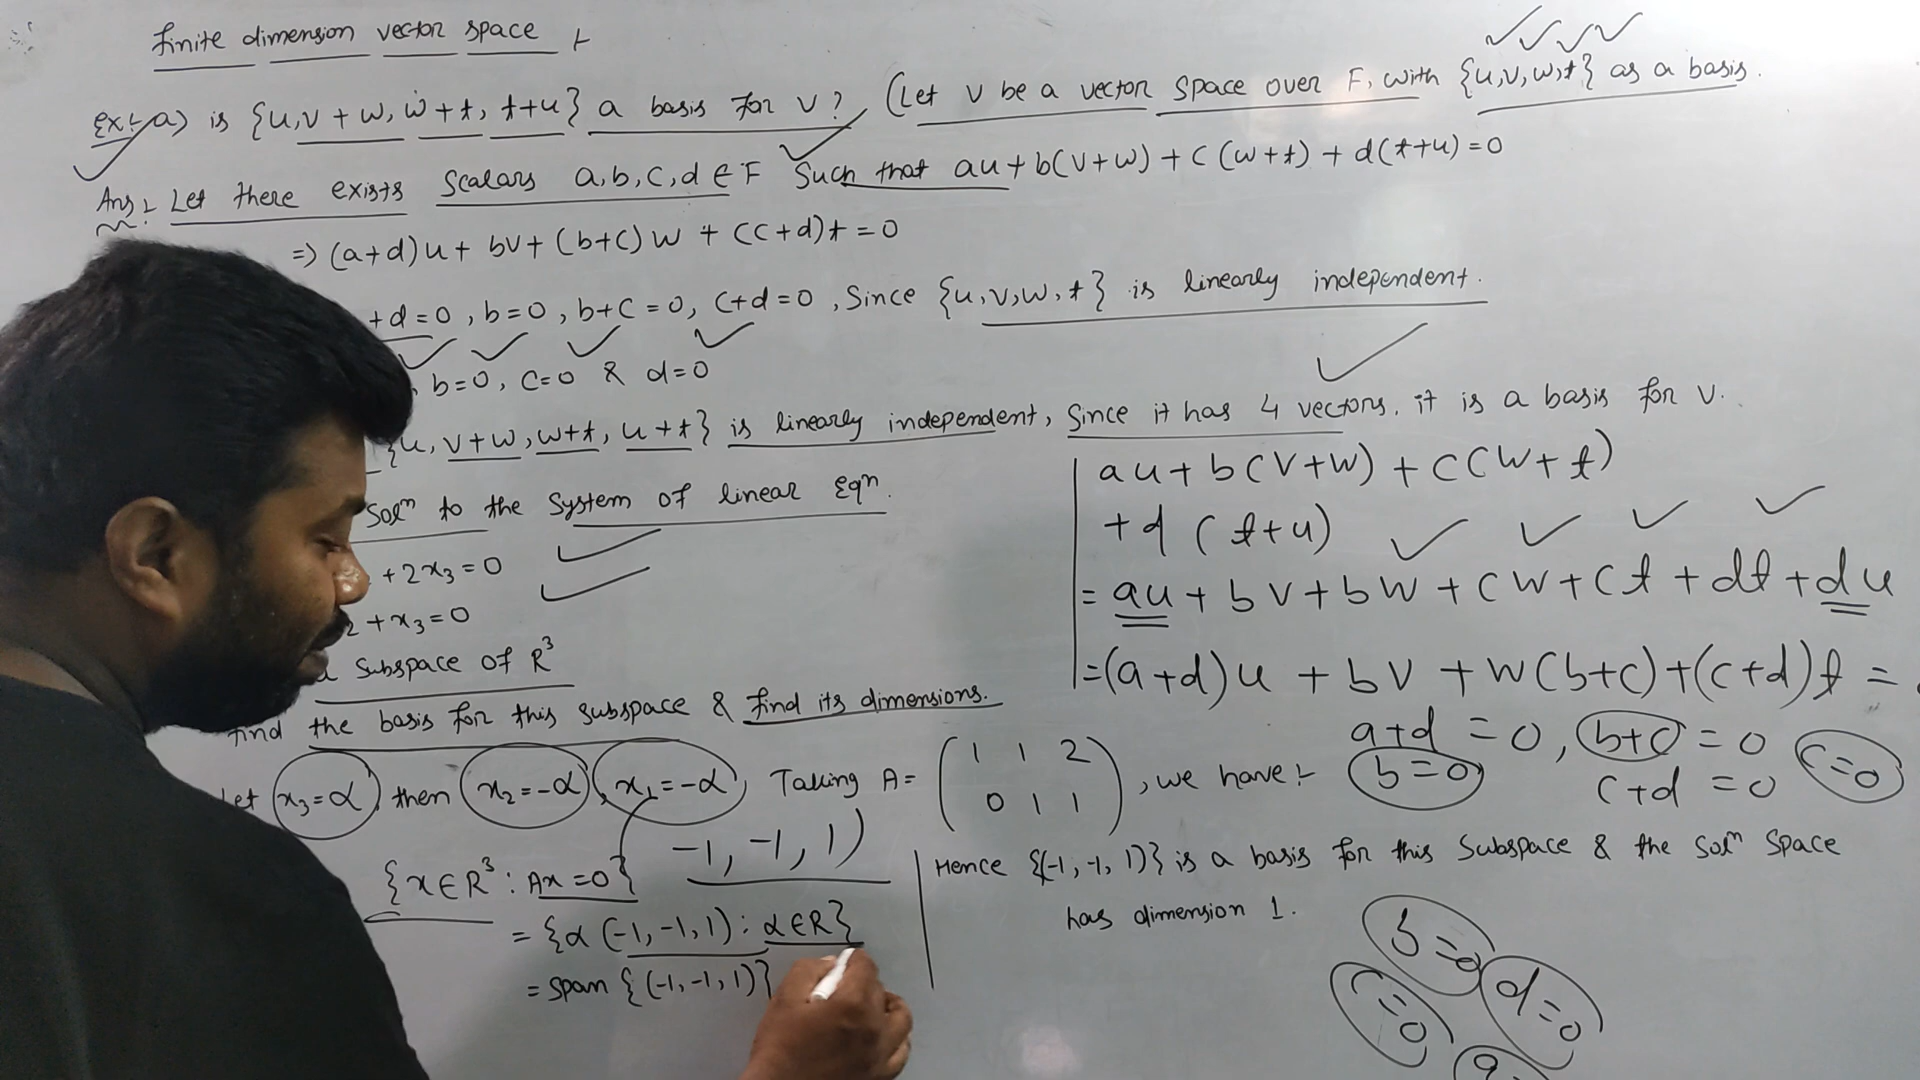 Finite dimension vector space :-
Ex:- a) is {u, v + w, w + t, t + u} a basis for V? (Let V be a vector space over F, with {u, v, w, t} as a basis.
Ans:- Let there exists scalars a, b, c, d ∈ F such that au + b(v+w) + c(w+t) + d(t+u) = 0
=> (a+d)u + bv + (b+c)w + (c+d)t = 0
+ d = 0, b = 0, b + c = 0, c + d = 0, Since {u, v, w, t} is linearly independent.
, b = 0, c = 0 & d = 0
{u, v+w, w+t, u+t} is linearly independent, Since it has 4 vectors, it is a basis for V.
Solⁿ to the system of linear Eqⁿ.
+ 2x₃ = 0
₂ + x₃ = 0
a subspace of R³
Find the basis for this subspace & find its dimensions.
Let x₃ = α, then x₂ = -α, x₁ = -α, Taking A = ( 1 1 2
0 1 1 ), we have :-
-1, -1, 1)
{x ∈ R³ : Ax = 0}
= {α (-1, -1, 1) : α ∈ R}
= span {(-1, -1, 1)}
au + b(v+w) + c(w+t)
+ d (t+u)
= au + bv + bw + cw + ct + dt + du
= (a+d)u + bv + w(b+c) + (c+d)t =
a+d = 0, b+c = 0
b = 0 c+d = 0 c = 0
Hence {(-1, -1, 1)} is a basis for this subspace & the solⁿ space
has dimension 1.
b = 0
c = 0 d = 0